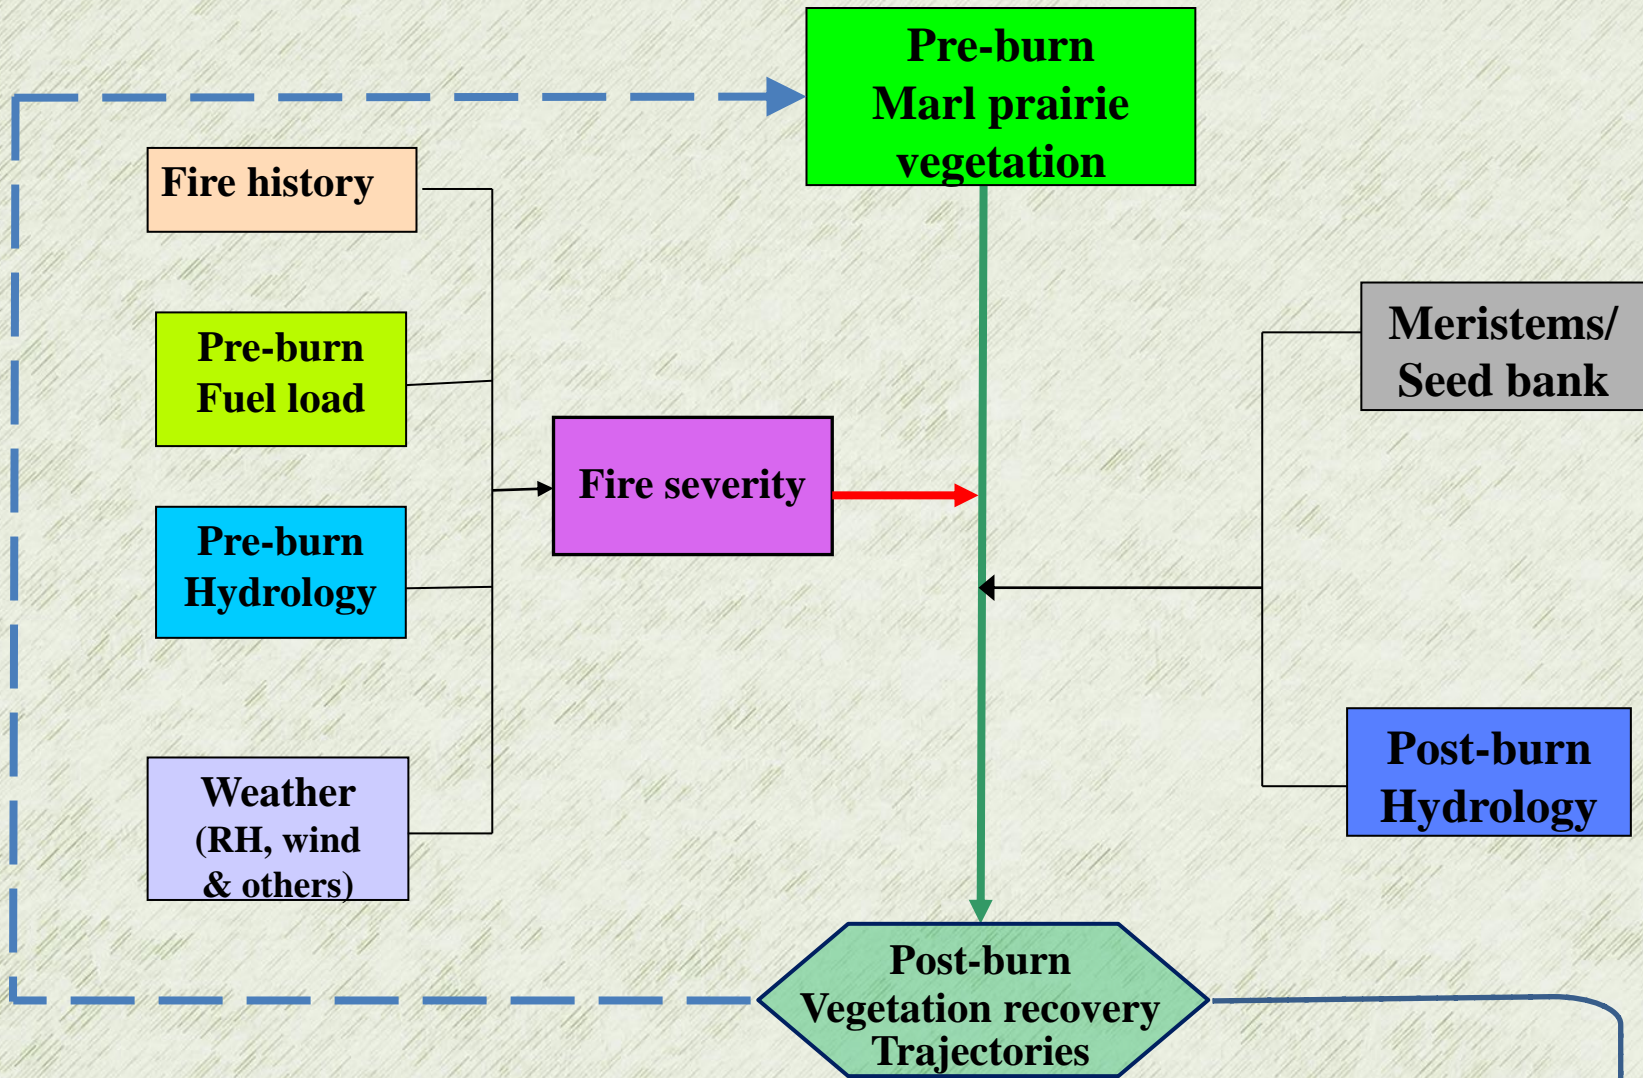 Pre-burn
Marl prairie
vegetation
Fire history
Pre-burn
Fuel load
Meristems/
Seed bank
Fire severity
Pre-burn
Hydrology
Weather
(RH, wind
& others)
Post-burn
Hydrology
Post-burn
Vegetation recovery
Trajectories